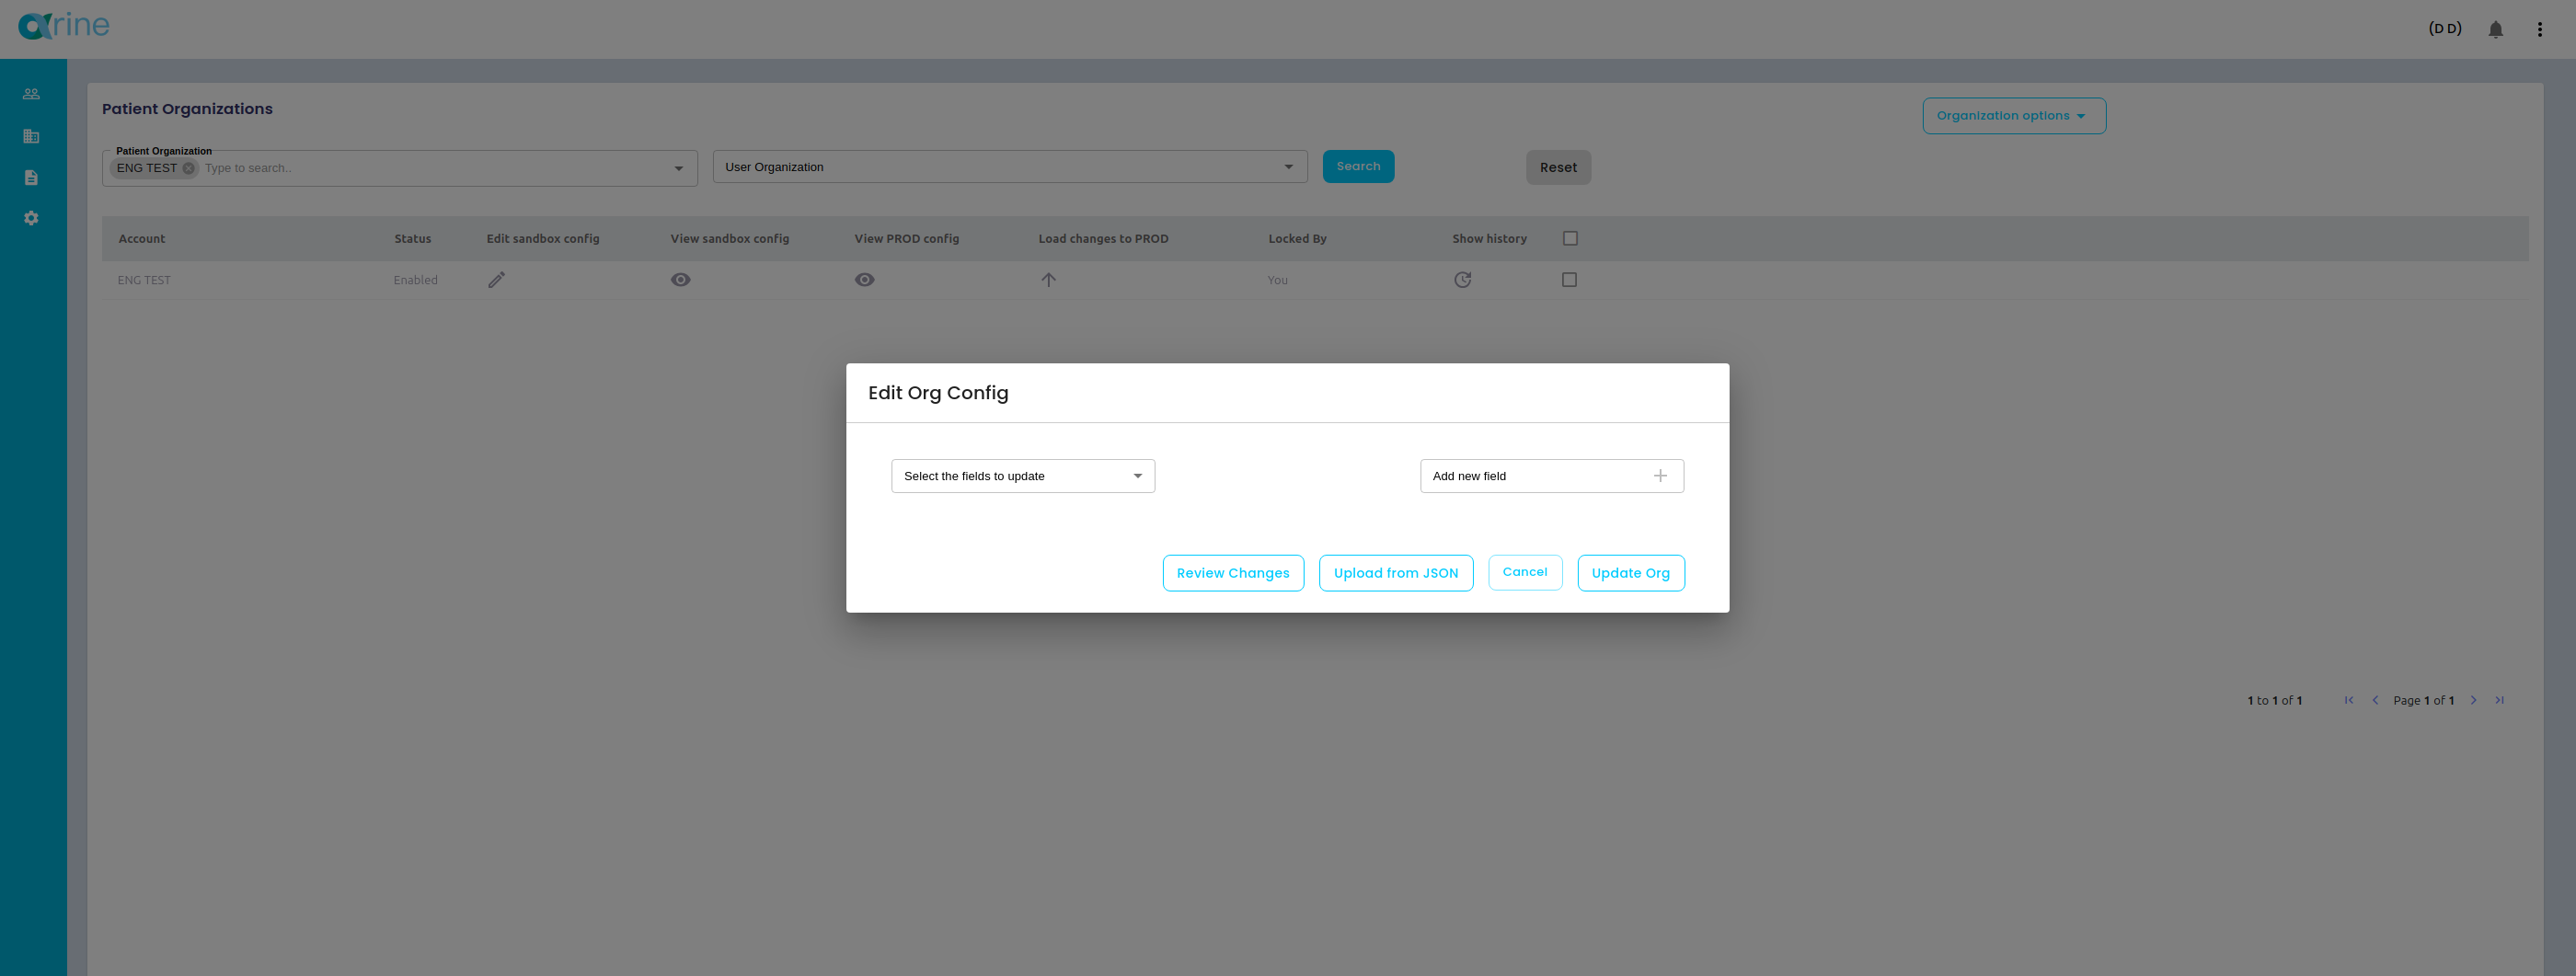 arine
(D D)
Patient Organizations
Organization options
Patient Organization
ENG TEST Type to search..
User Organization
Search
Reset
Account Status Edit sandbox config View sandbox config View PROD config Load changes to PROD Locked By Show history
ENG TEST Enabled You
Edit Org Config
Select the fields to update
Add new field
Review Changes Upload from JSON Cancel Update Org
1 to 1 of 1 Page 1 of 1